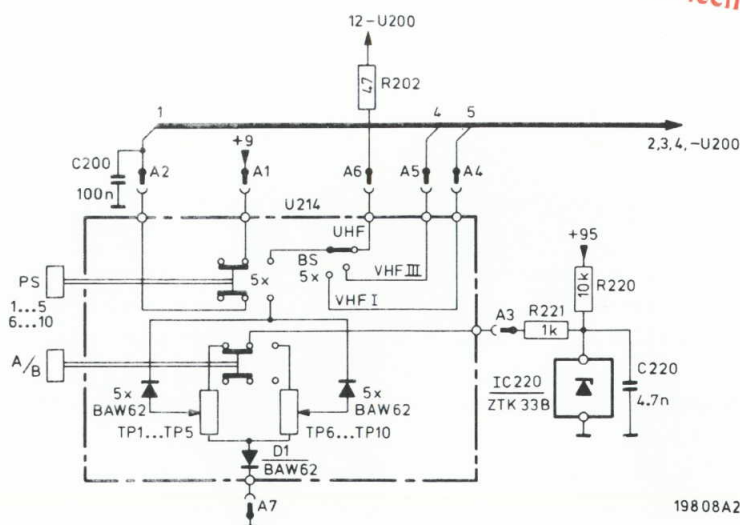 12-U200
47 R202
1 4 5
2,3,4,-U200
+9
C200
100n
A2 A1 A6 A5 A4
U214
UHF
BS
5x
VHF III
VHF I
+95
PS
1...5
6...10
5x
10k R220
A3 R221
1k
A/B
C220
4.7n
IC220
ZTK 33B
5x
BAW62
5x
BAW62
TP1...TP5
TP6...TP10
D1
BAW62
A7
19808A2